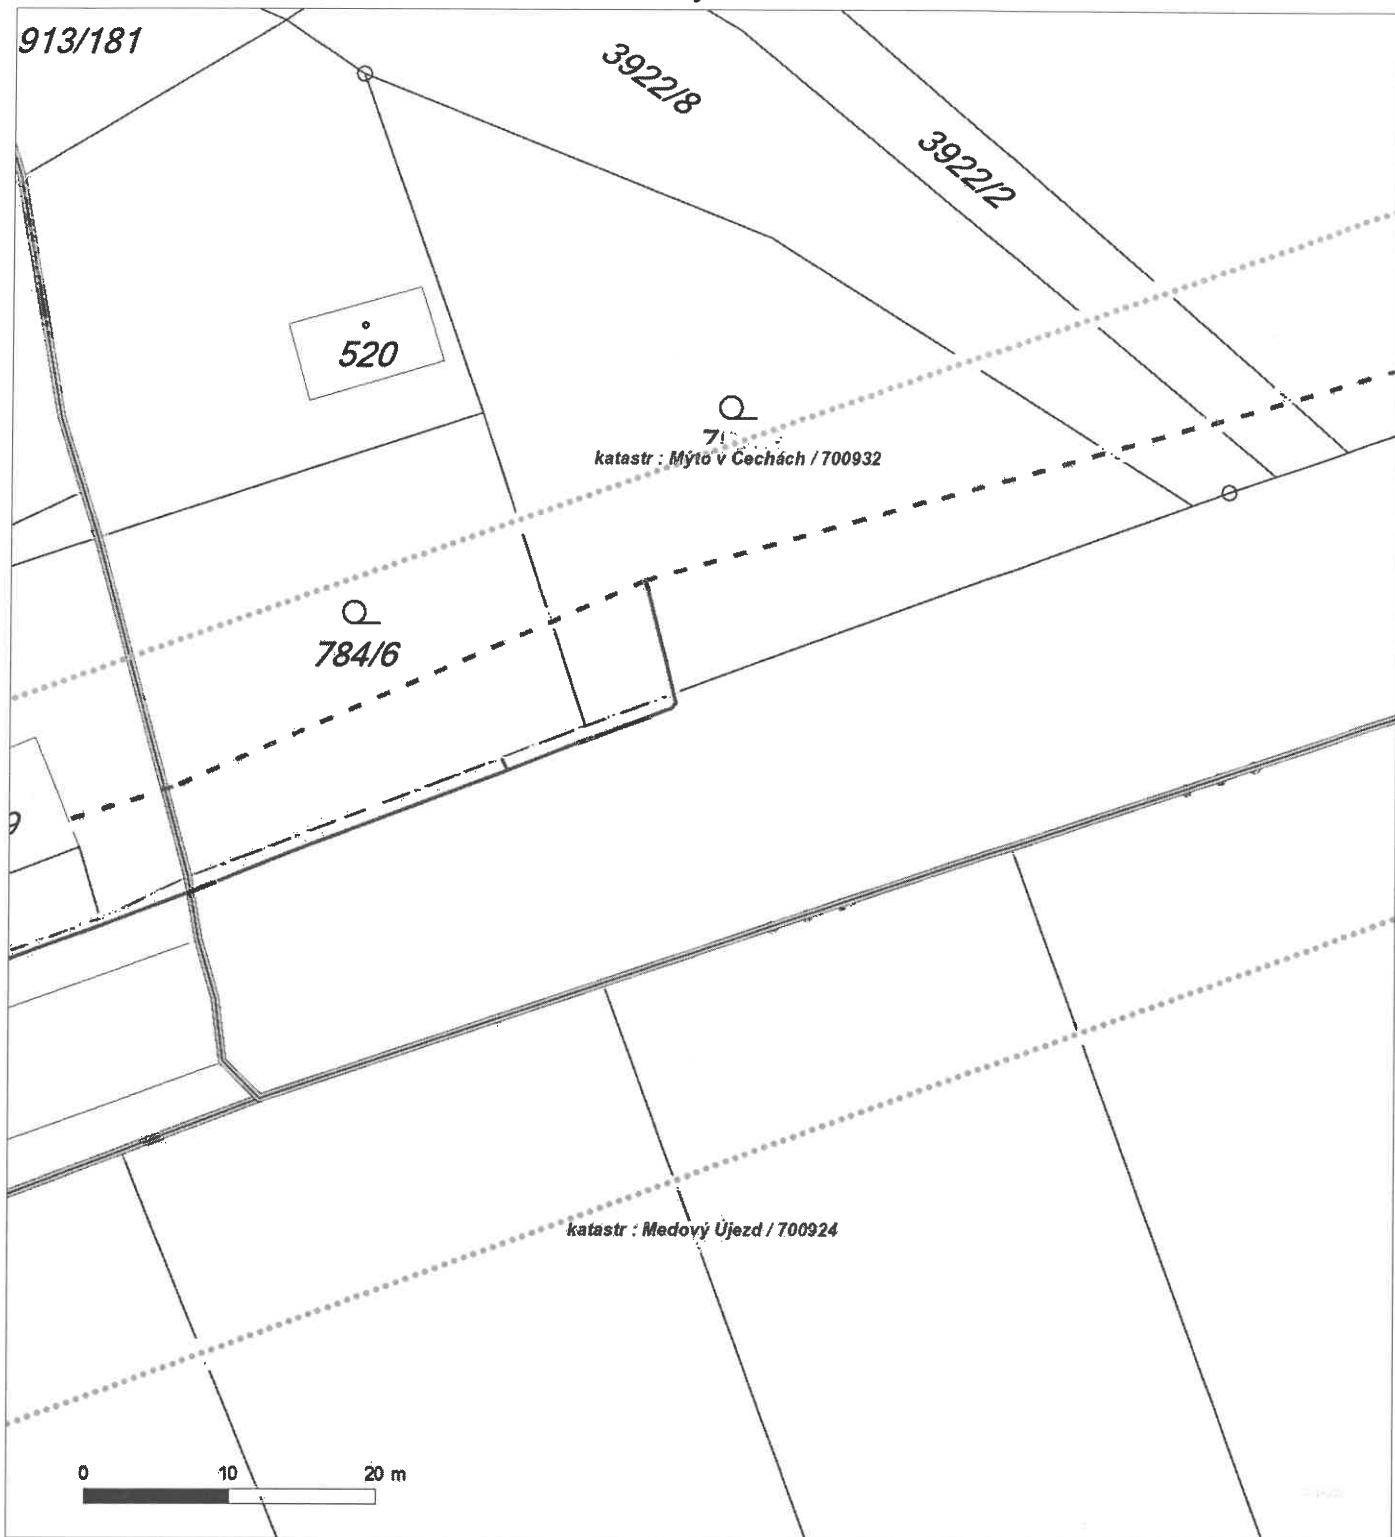 913/181
3922/8
3922/2
520
katastr : Mýto v Čechách / 700932
784/6
9
katastr : Medový Újezd / 700924
0 10 20 m